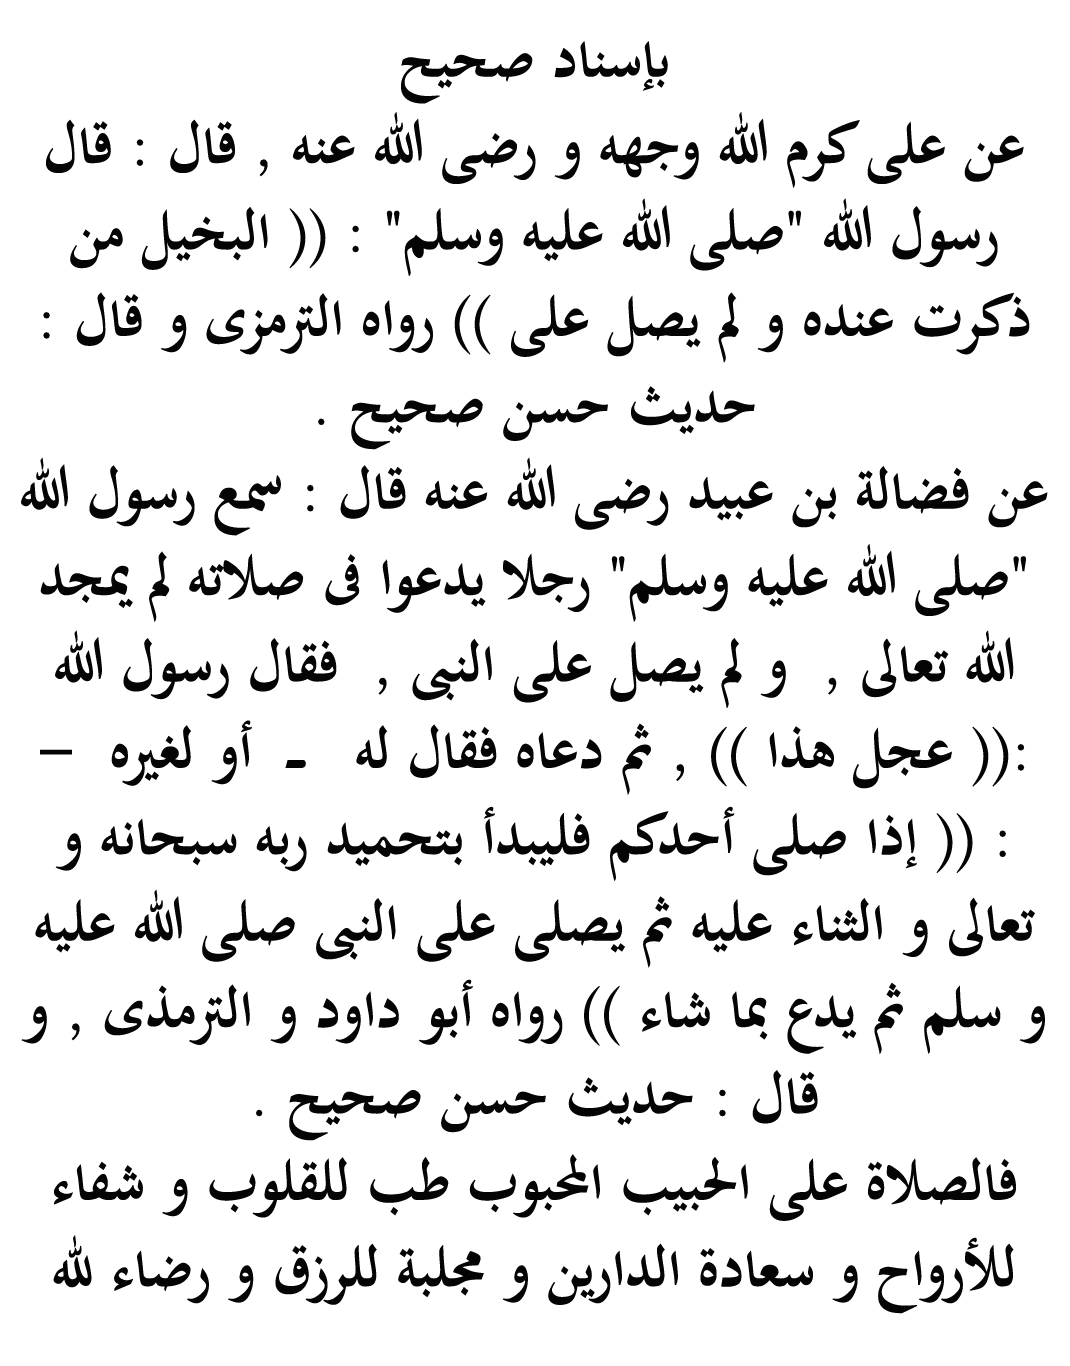 بإسناد صحيح
عن على كرم الله وجهه و رضى الله عنه , قال : قال
رسول الله "صلى الله عليه وسلم" : (( البخيل من
ذكرت عنده و لم يصل على )) رواه الترمزى و قال :
حديث حسن صحيح .
عن فضالة بن عبيد رضى الله عنه قال : سمع رسول الله
"صلى الله عليه وسلم" رجلا يدعوا فى صلاته لم يمجد
الله تعالى , و لم يصل على النبى , فقال رسول الله
:(( عجل هذا )) , ثم دعاه فقال له ـ أو لغيره –
: (( إذا صلى أحدكم فليبدأ بتحميد ربه سبحانه و
تعالى و الثناء عليه ثم يصلى على النبى صلى الله عليه
و سلم ثم يدع بما شاء )) رواه أبو داود و الترمذى , و
قال : حديث حسن صحيح .
فالصلاة على الحبيب المحبوب طب للقلوب و شفاء
للأرواح و سعادة الدارين و مجلبة للرزق و رضاء لله